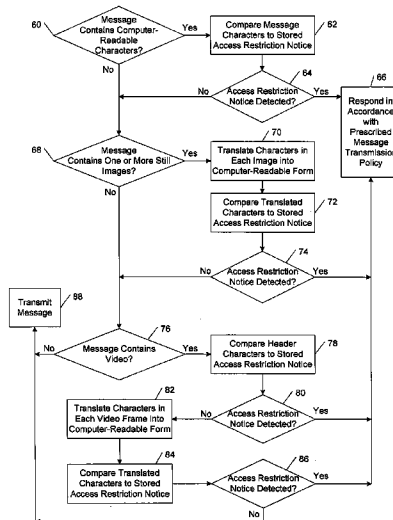 60
Message
Contains Computer-
Readable
Characters?
Yes
No
62
Compare Message
Characters to Stored
Access Restriction
Notice
64
Access Restriction
Notice Detected?
No
Yes
66
Respond in
Accordance
with
Prescribed
Message
Transmission
Policy
68
Message
Contains One or More Still
Images?
Yes
No
70
Translate Characters in
Each Image into
Computer-Readable Form
72
Compare Translated
Characters to Stored
Access Restriction Notice
74
Access Restriction
Notice Detected?
No
Yes
88
Transmit
Message
76
Message Contains
Video?
No
Yes
78
Compare Header
Characters to Stored
Access Restriction Notice
80
Access Restriction
Notice Detected?
No
Yes
82
Translate Characters in
Each Video Frame into
Computer-Readable Form
84
Compare Translated
Characters to Stored
Access Restriction Notice
86
Access Restriction
Notice Detected?
Yes
No